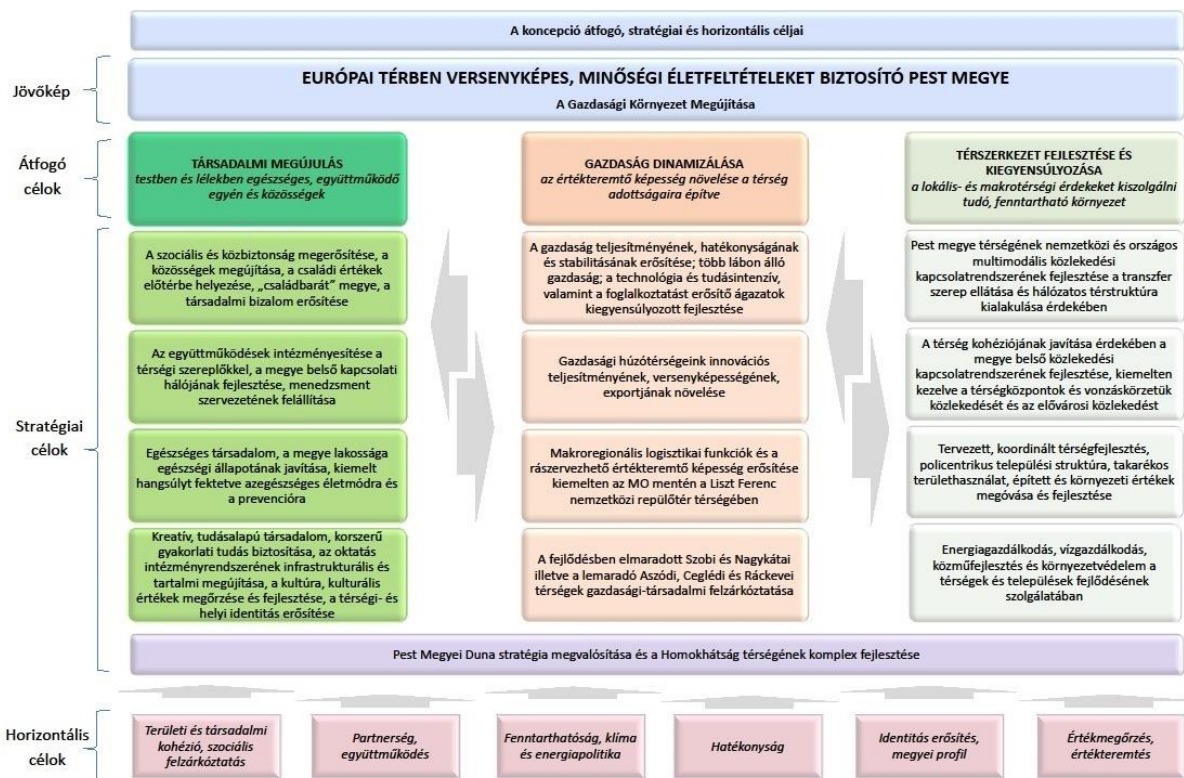 A koncepció átfogó, stratégiai és horizontális céljai
Jövőkép
EURÓPAI TÉRBEN VERSENYKÉPES, MINŐSÉGI ÉLETFELTÉTELEKET BIZTOSÍTÓ PEST MEGYE
A Gazdasági Környezet Megújítása
Átfogó
célok
TÁRSADALMI MEGÚJULÁS
testben és lélekben egészséges, együttműködő
egyén és közösségek
GAZDASÁG DINAMIZÁLÁSA
az értékteremtő képesség növelése a térség
adottságaira építve
TÉRSZERKEZET FEJLESZTÉSE ÉS
KIEGYENSÚLYOZÁSA
a lokális- és makrotérségi érdekeket kiszolgálni
tudó, fenntartható környezet
Stratégiai
célok
A szociális és közbiztonság megerősítése, a
közösségek megújítása, a családi értékek
előtérbe helyezése, „családbarát” megye, a
társadalmi bizalom erősítése
Az együttműködések intézményesítése a
térségi szereplőkkel, a megye belső kapcsolati
hálójának fejlesztése, menedzsment
szervezetének felállítása
Egészséges társadalom, a megye lakossága
egészségi állapotának javítása, kiemelt
hangsúlyt fektetve azegészséges életmódra és
a prevencióra
Kreatív, tudásalapú társadalom, korszerű
gyakorlati tudás biztosítása, az oktatás
intézményrendszerének infrastrukturális és
tartalmi megújítása, a kultúra, kulturális
értékek megőrzése és fejlesztése, a térségi- és
helyi identitás erősítése
A gazdaság teljesítményének, hatékonyságának
és stabilitásának erősítése; több lábon álló
gazdaság; a technológia és tudásintenzív,
valamint a foglalkoztatást erősítő ágazatok
kiegyensúlyozott fejlesztése
Gazdasági húzótérségeink innovációs
teljesítményének, versenyképességének,
exportjának növelése
Makroregionális logisztikai funkciók és a
rászervezhető értékteremtő képesség erősítése
kiemelten az MO mentén a Liszt Ferenc
nemzetközi repülőtér térségében
A fejlődésben elmaradott Szobi és Nagykátai
illetve a lemaradó Aszódi, Ceglédi és Ráckevei
térségek gazdasági-társadalmi felzárkóztatása
Pest megye térségének nemzetközi és országos
multimodális közlekedési
kapcsolatrendszerének fejlesztése a transzfer
szerep ellátása és hálózatos térstruktúra
kialakulása érdekében
A térség kohéziójának javítása érdekében a
megye belső közlekedési
kapcsolatrendszerének fejlesztése, kiemelten
kezelve a térségközpontok és vonzáskörzetük
közlekedését és az elővárosi közlekedést
Tervezett, koordinált térségfejlesztés,
policentrikus települési struktúra, takarékos
területhasználat, épített és környezeti értékek
megóvása és fejlesztése
Energiagazdálkodás, vízgazdálkodás,
közműfejlesztés és környezetvédelem a
térségek és települések fejlődésének
szolgálatában
Pest Megyei Duna stratégia megvalósítása és a Homokhátság térségének komplex fejlesztése
Horizontális
célok
Területi és társadalmi
kohézió, szociális
felzárkóztatás
Partnerség,
együttműködés
Fenntarthatóság, klíma
és energiapolitika
Hatékonyság
Identitás erősítés,
megyei profil
Értékmegőrzés,
értékteremtés